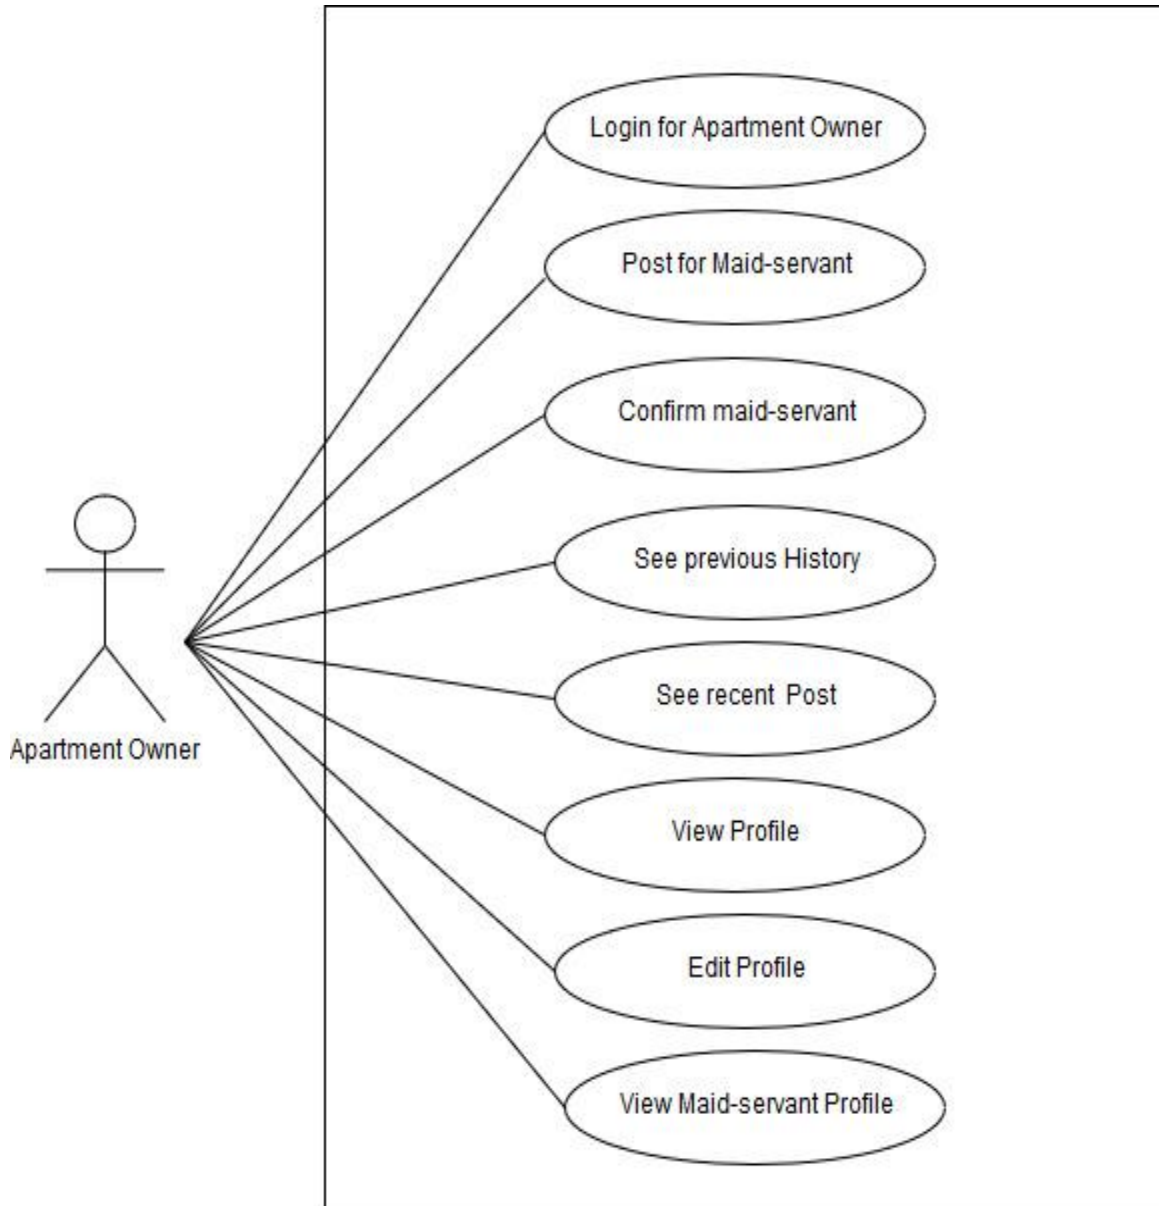 Login for Apartment Owner
Post for Maid-servant
Confirm maid-servant
See previous History
See recent Post
Apartment Owner
View Profile
Edit Profile
View Maid-servant Profile